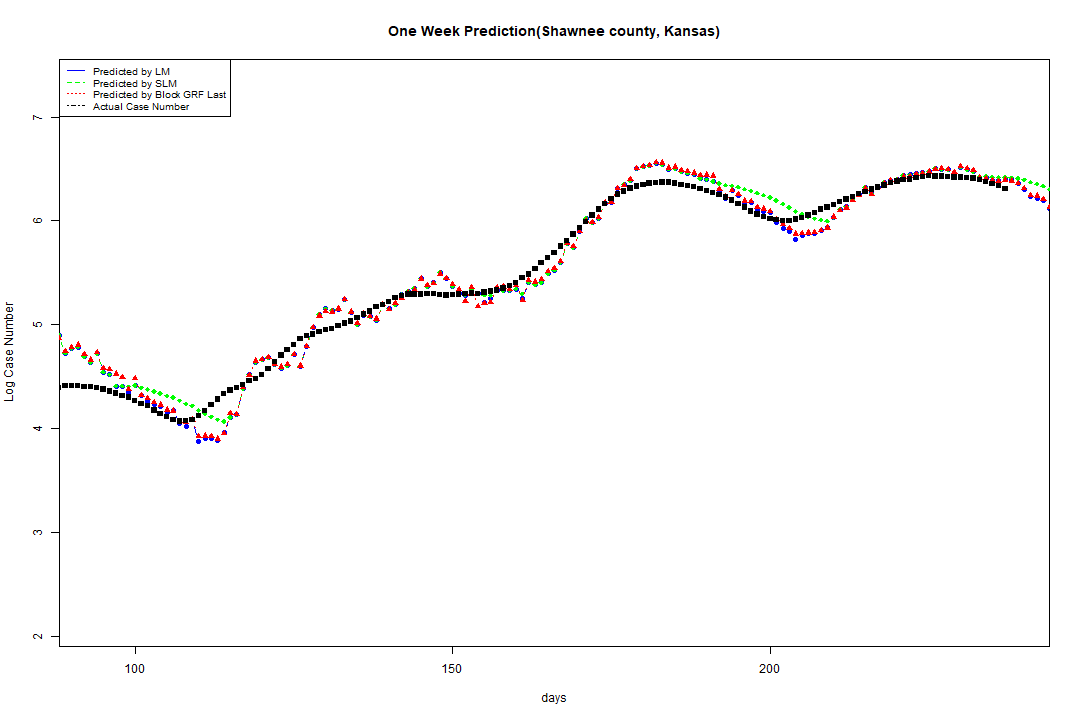 One Week Prediction(Shawnee county, Kansas)
Predicted by LM
Predicted by SLM
Predicted by Block GRF Last
Actual Case Number
7
6
5
4
3
2
Log Case Number
100 150 200
days